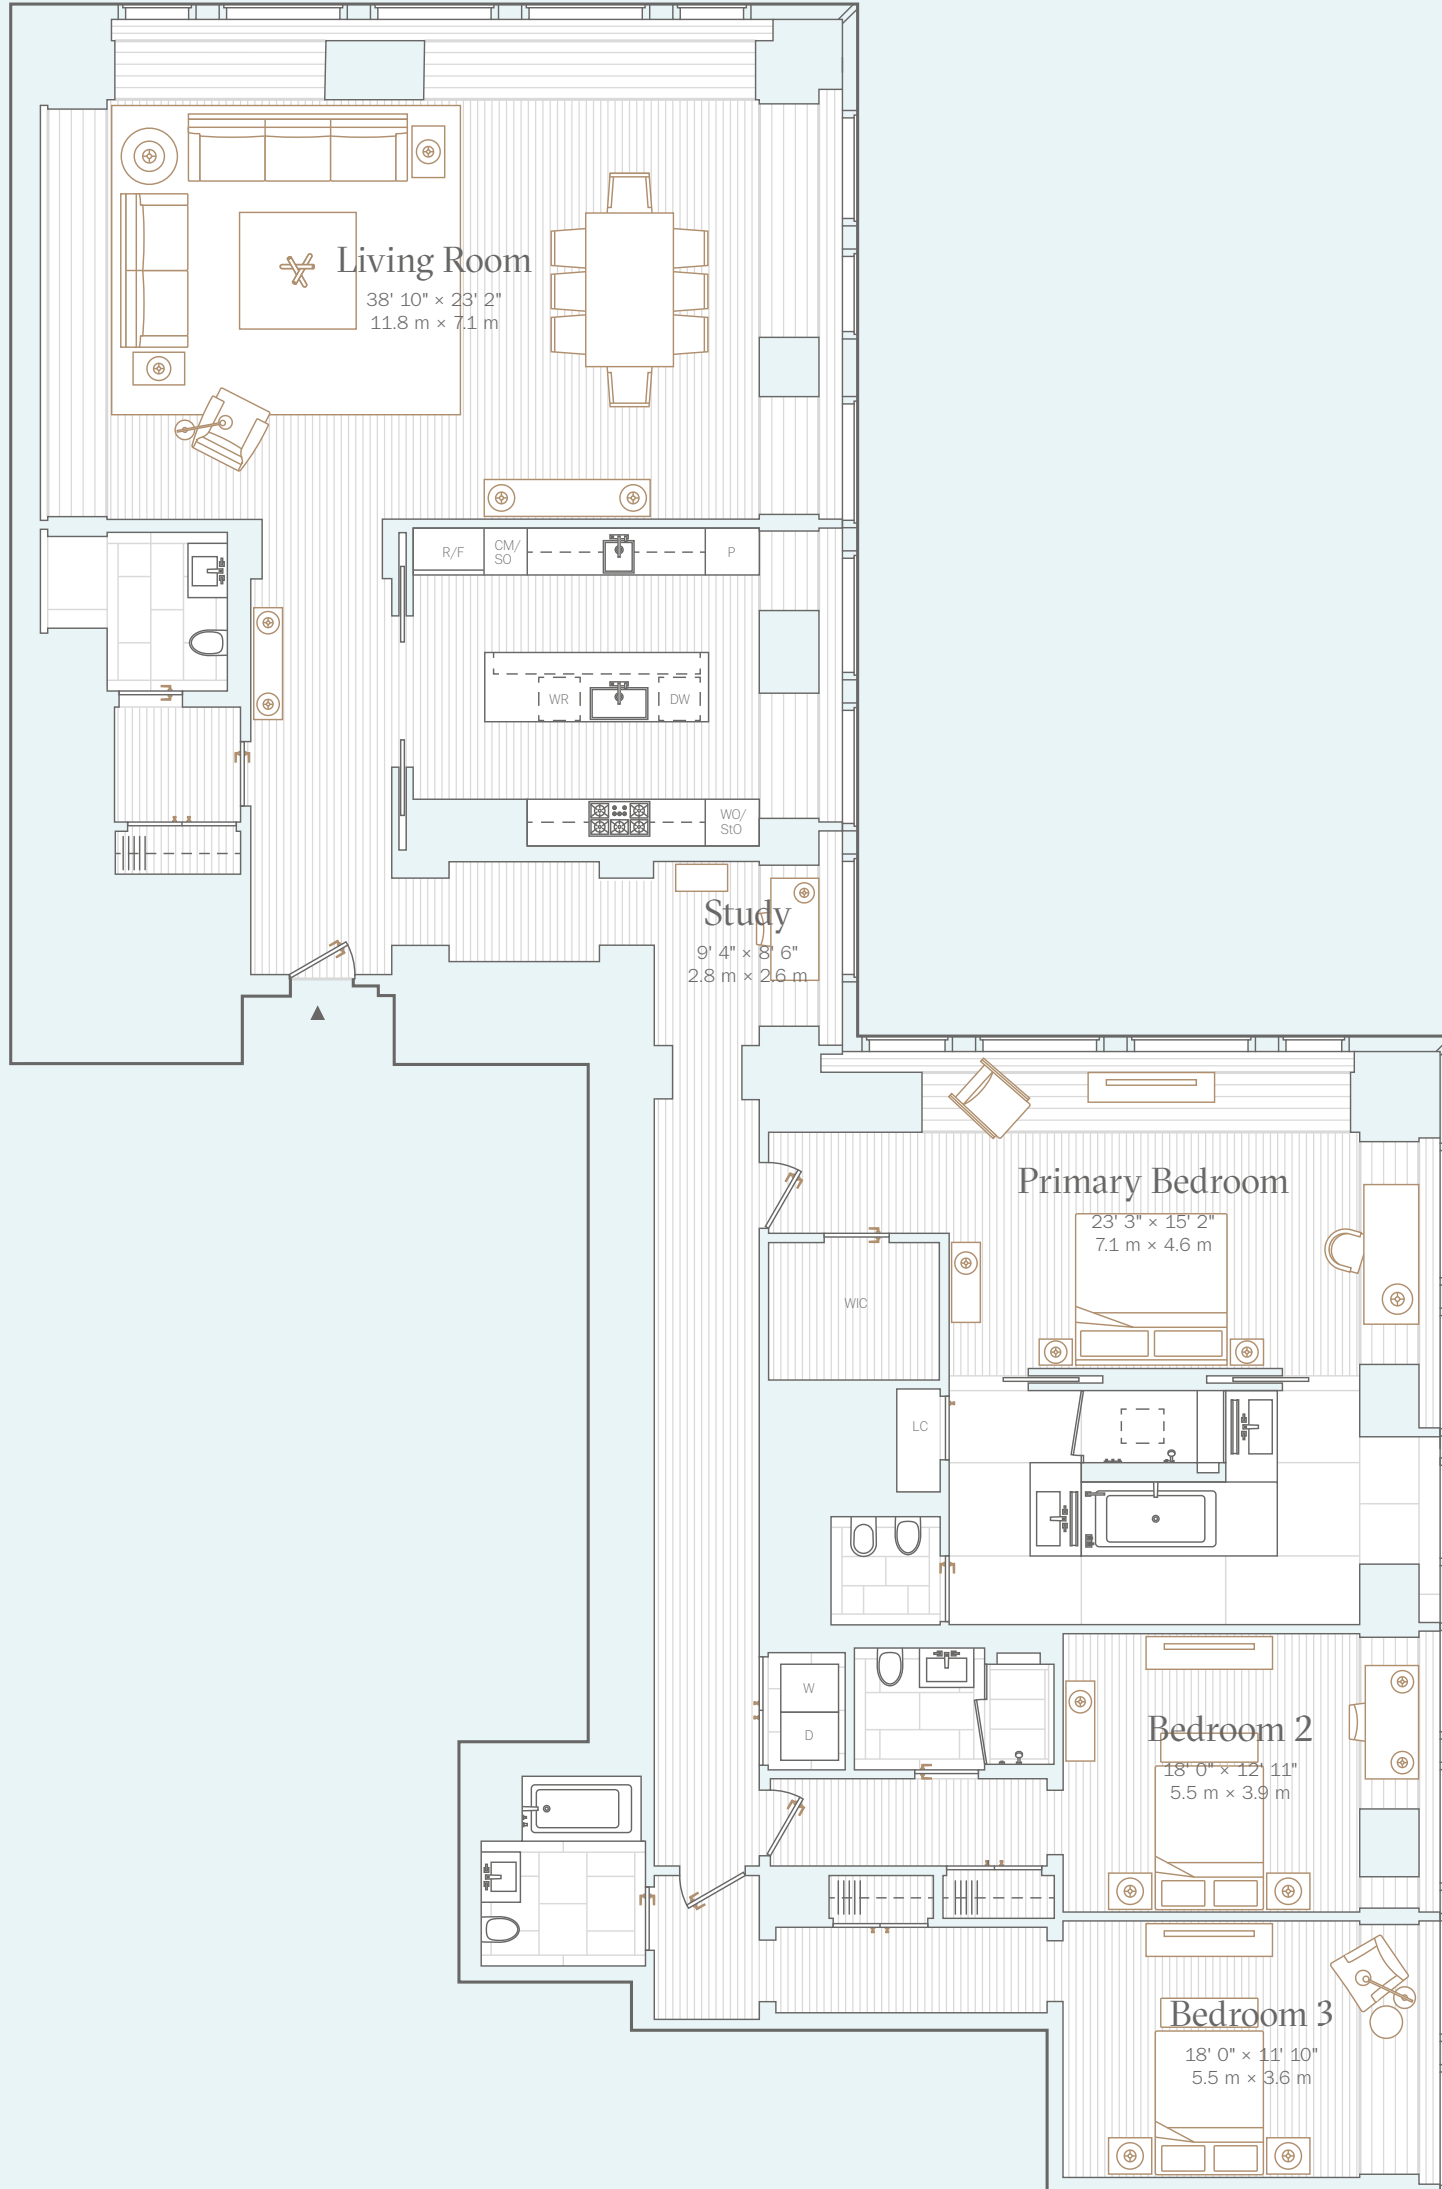 Living Room
38' 10" × 23' 2"
11.8 m × 7.1 m
R/F
CM/
SO
P
WR
DW
WO/
StO
Study
9' 4" × 8' 6"
2.8 m × 2.6 m
Primary Bedroom
23' 3" × 15' 2"
7.1 m × 4.6 m
WIC
LC
W
D
Bedroom 2
18' 0" × 12' 11"
5.5 m × 3.9 m
Bedroom 3
18' 0" × 11' 10"
5.5 m × 3.6 m